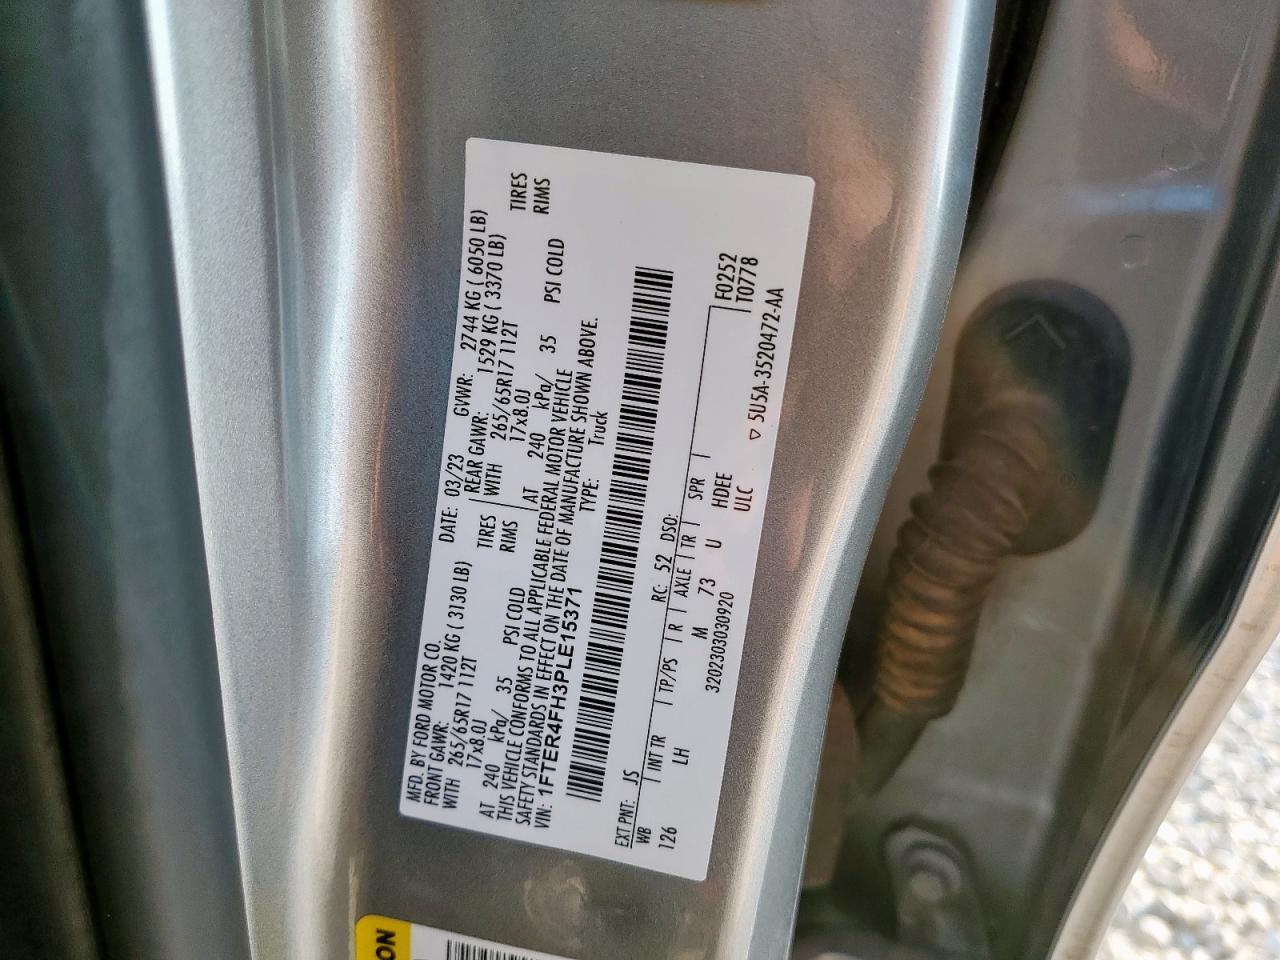 MFD. BY FORD MOTOR CO.
DATE: 03/23 GVWR: 2744 KG ( 6050 LB)
FRONT GAWR: 1420 KG ( 3130 LB)
REAR GAWR: 1529 KG ( 3370 LB)
WITH 265/65R17 112T TIRES
WITH 265/65R17 112T TIRES
17x8.0J RIMS
17x8.0J RIMS
AT 240 kPa/ 35 PSI COLD
AT 240 kPa/ 35 PSI COLD
THIS VEHICLE CONFORMS TO ALL APPLICABLE FEDERAL MOTOR VEHICLE
SAFETY STANDARDS IN EFFECT ON THE DATE OF MANUFACTURE SHOWN ABOVE.
VIN: 1FTER4FH3PLE15371 TYPE: Truck
EXT PNT: JS RC: 52 DSO:
WB INT TR TP/PS R AXLE TR SPR
126 LH M 73 U HDEE
F0252
T0778
320230303 0920 ULC
▽ 5U5A-3520472-AA
ON